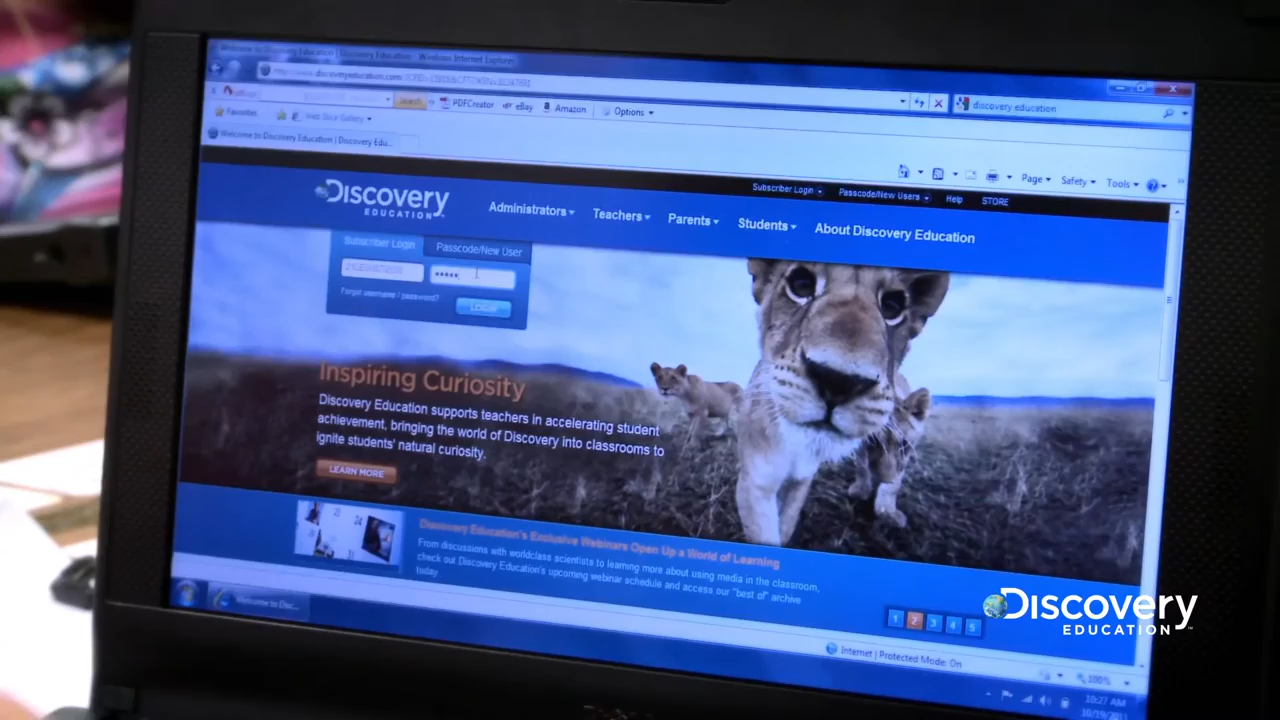 Welcome to Discovery Education | Discovery Education - Windows Internet Explorer
discovery education
Search
PDFCreator
eBay
Amazon
Options
Favorites
Web Slice Gallery
Welcome to Discovery Education | Discovery Edu...
Page
Safety
Tools
Subscriber Login
Passcode/New Users
Help
STORE
Discovery
EDUCATION
Administrators
Teachers
Parents
Students
About Discovery Education
Subscriber Login
Passcode/New User
Forgot username / password?
LOGIN
Inspiring Curiosity
Discovery Education supports teachers in accelerating student
achievement, bringing the world of Discovery into classrooms to
ignite students' natural curiosity.
LEARN MORE
Discovery Education's Exclusive Webinars Open Up a World of Learning
From discussions with worldclass scientists to learning more about using media in the classroom,
check out Discovery Education's upcoming webinar schedule and access our "best of" archive
today
1 2 3 4 5
Discovery
EDUCATION
Internet | Protected Mode: On
100%
Welcome to Disc...
10:27 AM